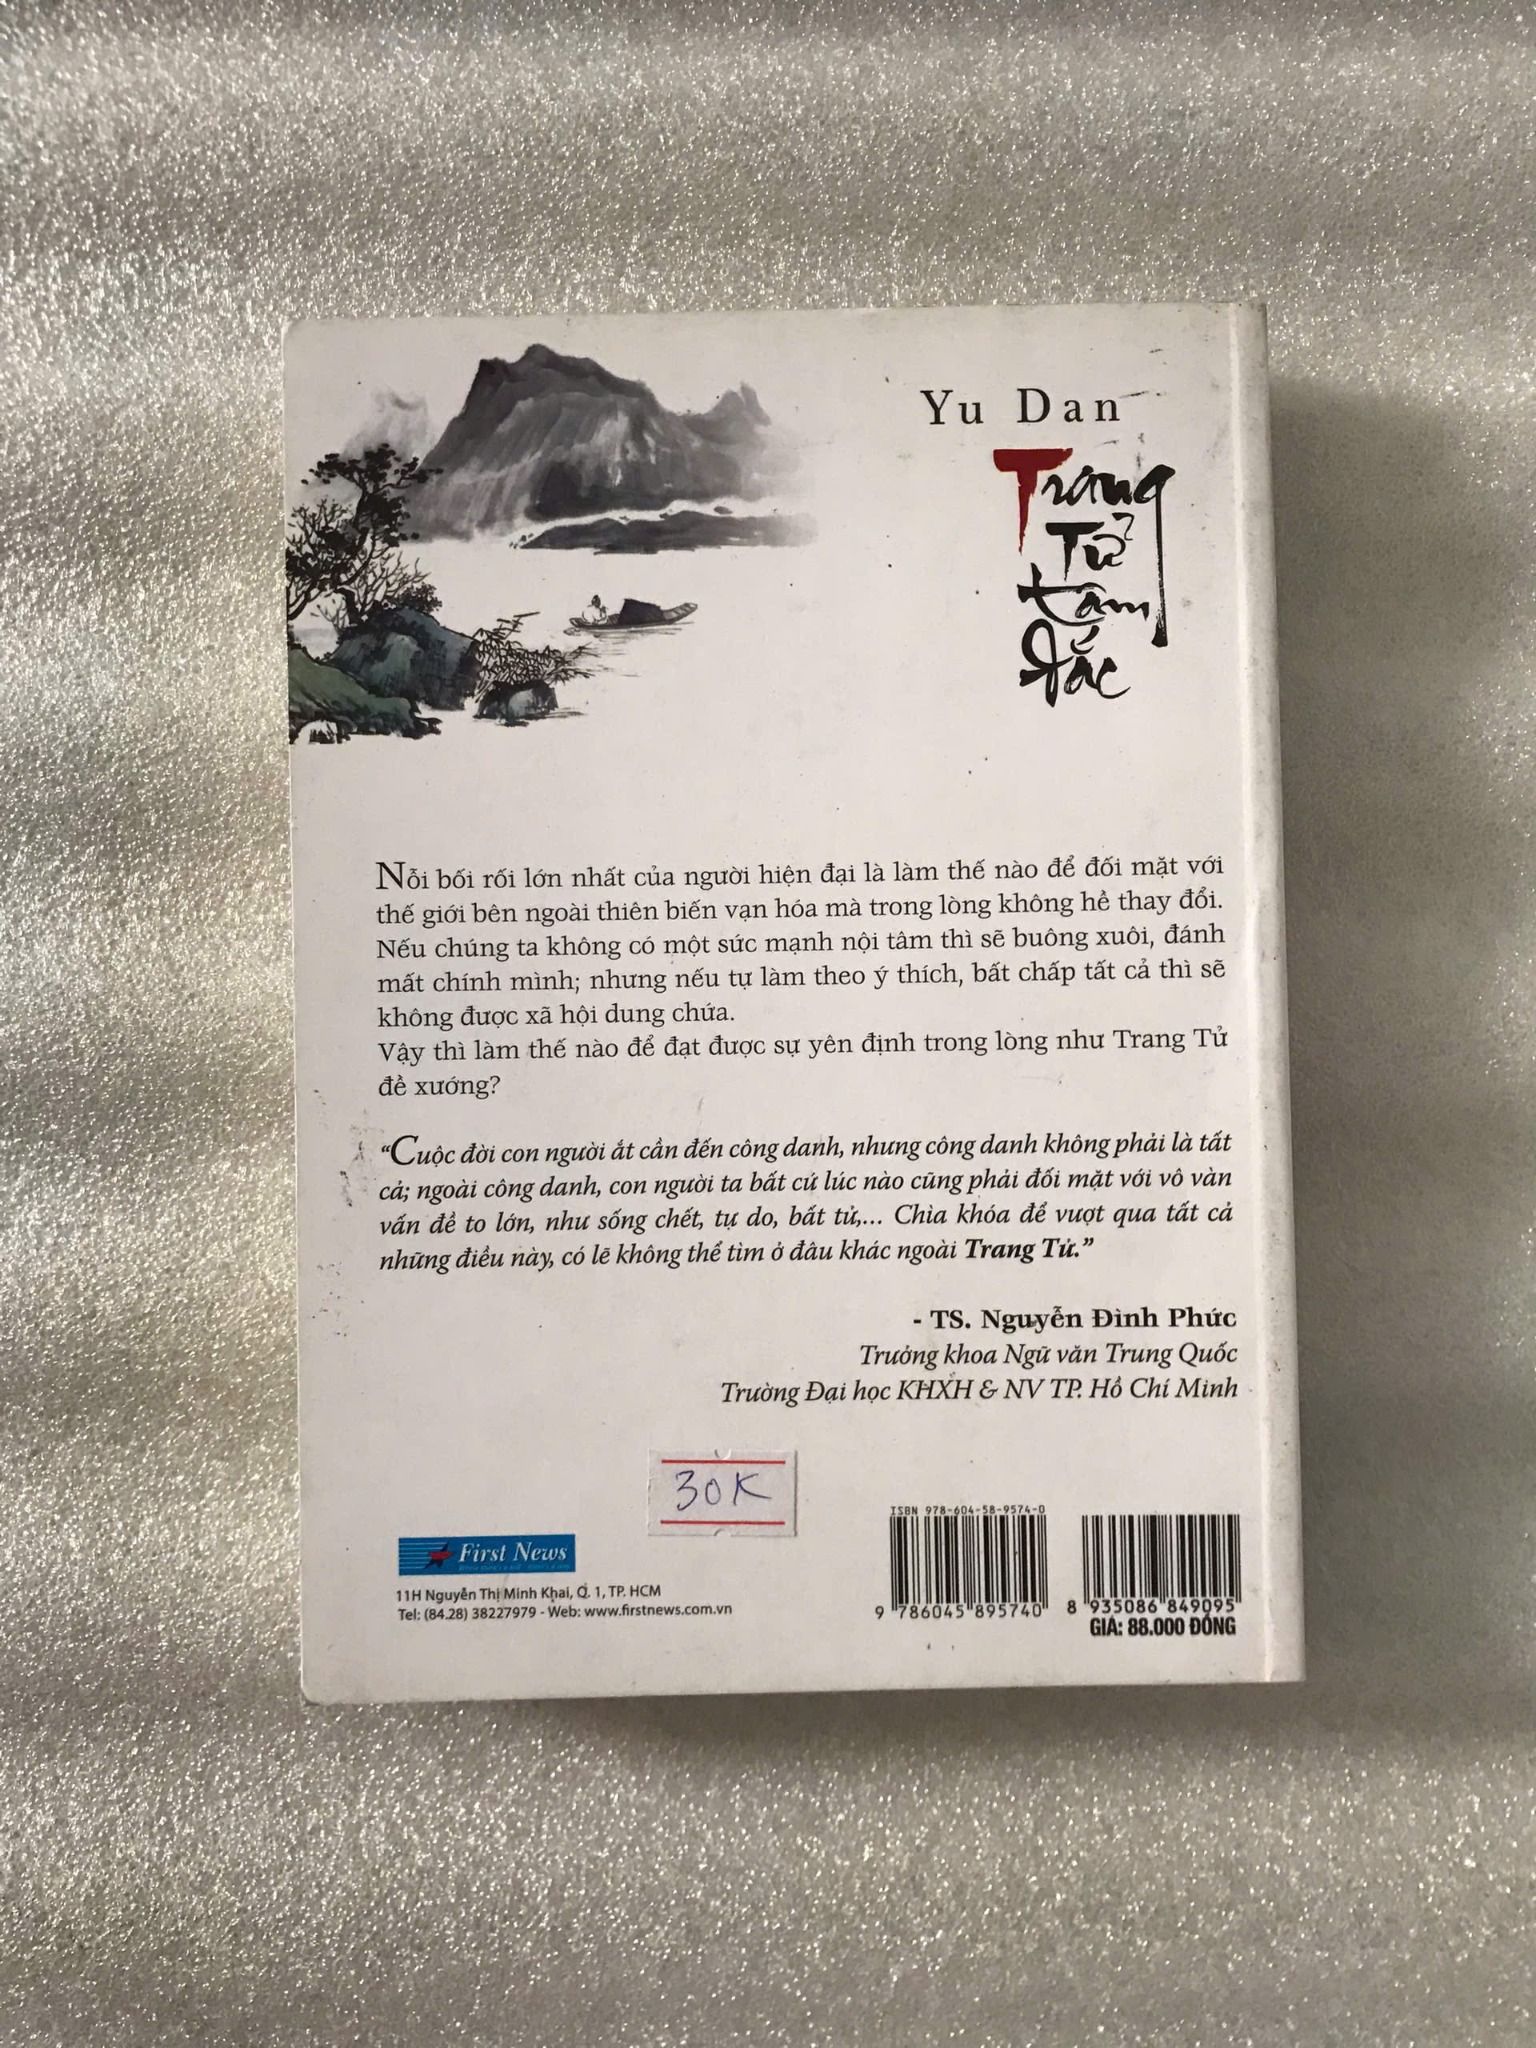 Yu Dan
Trang
Tử
tâm
đắc
Nỗi bối rối lớn nhất của người hiện đại là làm thế nào để đối mặt với
thế giới bên ngoài thiên biến vạn hóa mà trong lòng không hề thay đổi.
Nếu chúng ta không có một sức mạnh nội tâm thì sẽ buông xuôi, đánh
mất chính mình; nhưng nếu tự làm theo ý thích, bất chấp tất cả thì sẽ
không được xã hội dung chứa.
Vậy thì làm thế nào để đạt được sự yên định trong lòng như Trang Tử
đề xướng?
“Cuộc đời con người ắt cần đến công danh, nhưng công danh không phải là tất
cả; ngoài công danh, con người ta bất cứ lúc nào cũng phải đối mặt với vô vàn
vấn đề to lớn, như sống chết, tự do, bất tử,... Chìa khóa để vượt qua tất cả
những điều này, có lẽ không thể tìm ở đâu khác ngoài Trang Tử.”
- TS. Nguyễn Đình Phức
Trưởng khoa Ngữ văn Trung Quốc
Trường Đại học KHXH & NV TP. Hồ Chí Minh
30K
First News
11H Nguyễn Thị Minh Khai, Q. 1, TP. HCM
Tel: (84.28) 38227979 - Web: www.firstnews.com.vn
ISBN 978-604-58-9574-0
9 786045 895740
8 935086 849095
GIÁ: 88.000 ĐỒNG